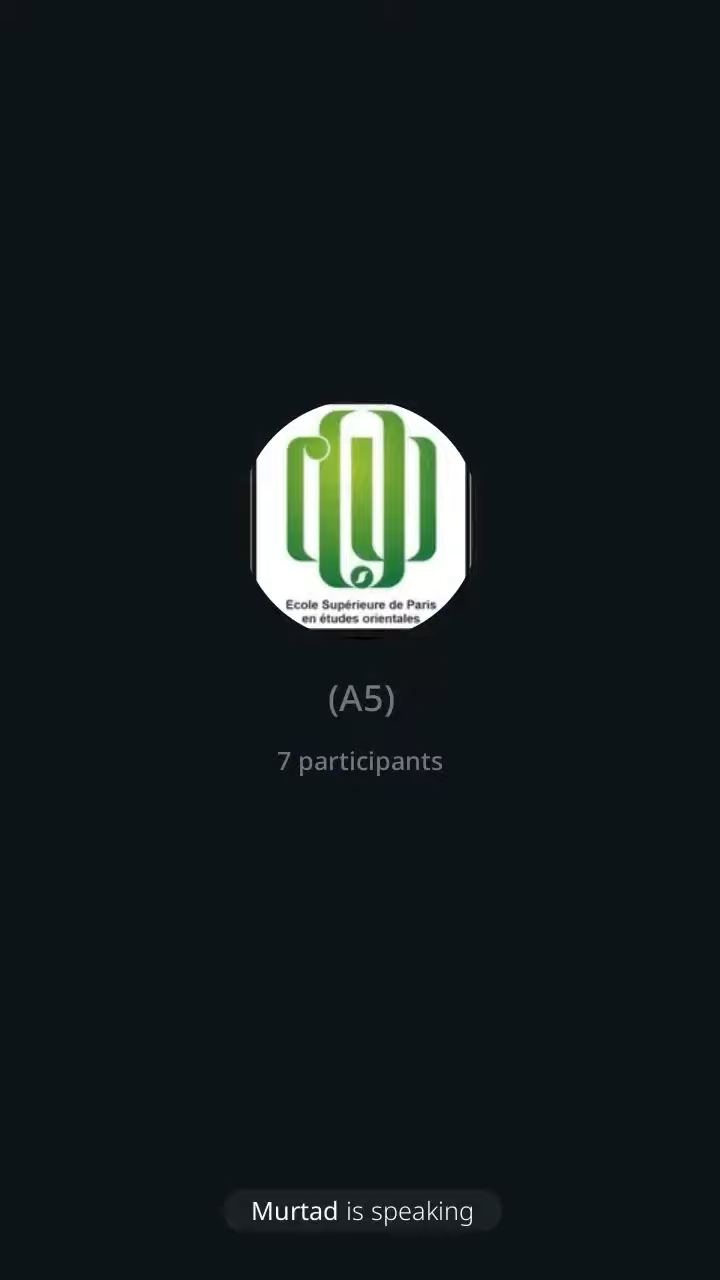 Ecole Supérieure de Paris
en études orientales
(A5)
7 participants
Murtad is speaking